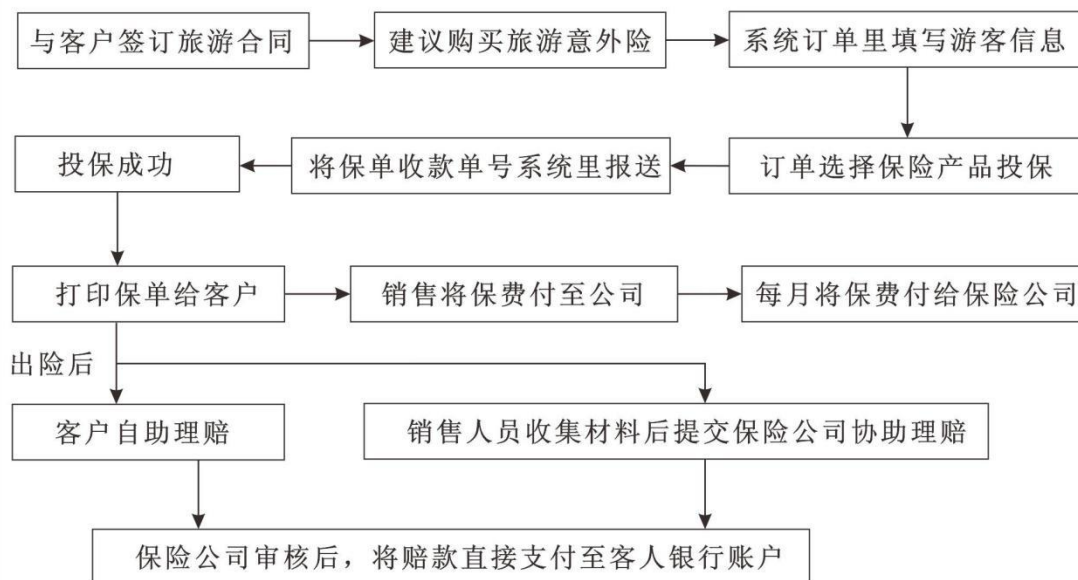 与客户签订旅游合同
建议购买旅游意外险
系统订单里填写游客信息
订单选择保险产品投保
将保单收款单号系统里报送
投保成功
打印保单给客户
销售将保费付至公司
每月将保费付给保险公司
出险后
客户自助理赔
销售人员收集材料后提交保险公司协助理赔
保险公司审核后，将赔款直接支付至客人银行账户